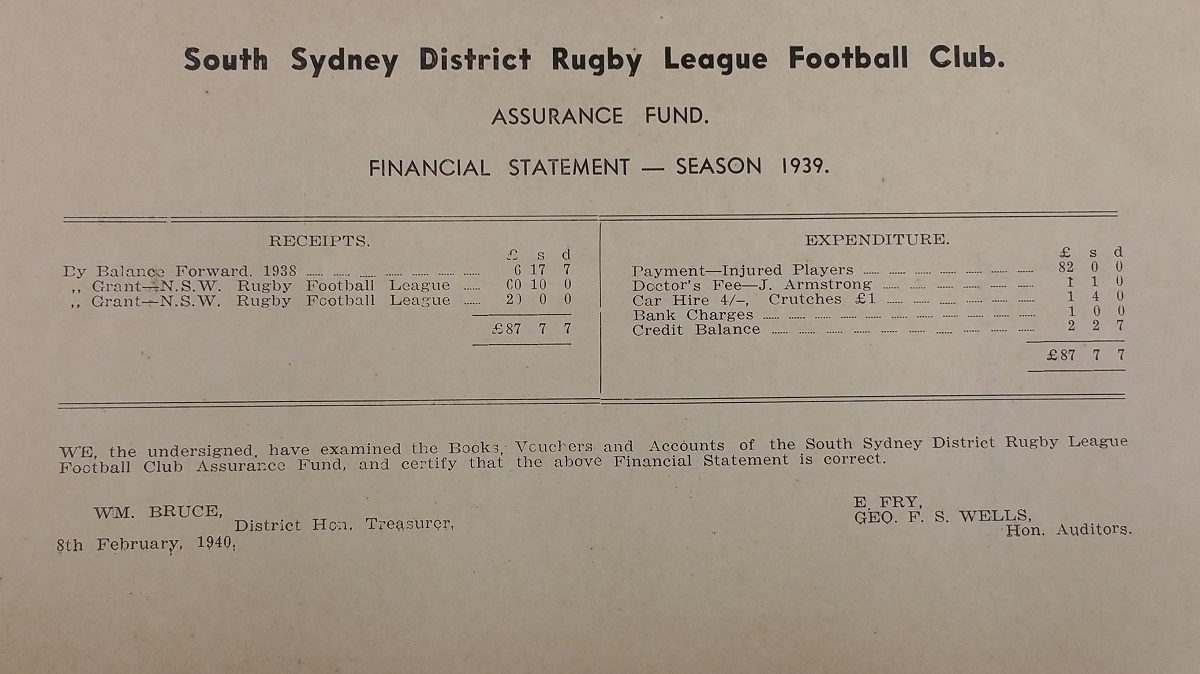 South Sydney District Rugby League Football Club.
ASSURANCE FUND.
FINANCIAL STATEMENT — SEASON 1939.
RECEIPTS.
£ s d
By Balance Forward. 1938 6 17 7
,, Grant—N.S.W. Rugby Football League 60 10 0
,, Grant—N.S.W. Rugby Football League 20 0 0
£87 7 7
EXPENDITURE.
£ s d
Payment—Injured Players 82 0 0
Doctor's Fee—J. Armstrong 1 1 0
Car Hire 4/–, Crutches £1 1 4 0
Bank Charges 1 0 0
Credit Balance 2 2 7
£87 7 7
WE, the undersigned, have examined the Books, Vouchers and Accounts of the South Sydney District Rugby League
Football Club Assurance Fund, and certify that the above Financial Statement is correct.
WM. BRUCE,
District Hon. Treasurer,
8th February, 1940,
E. FRY,
GEO. F. S. WELLS,
Hon. Auditors.